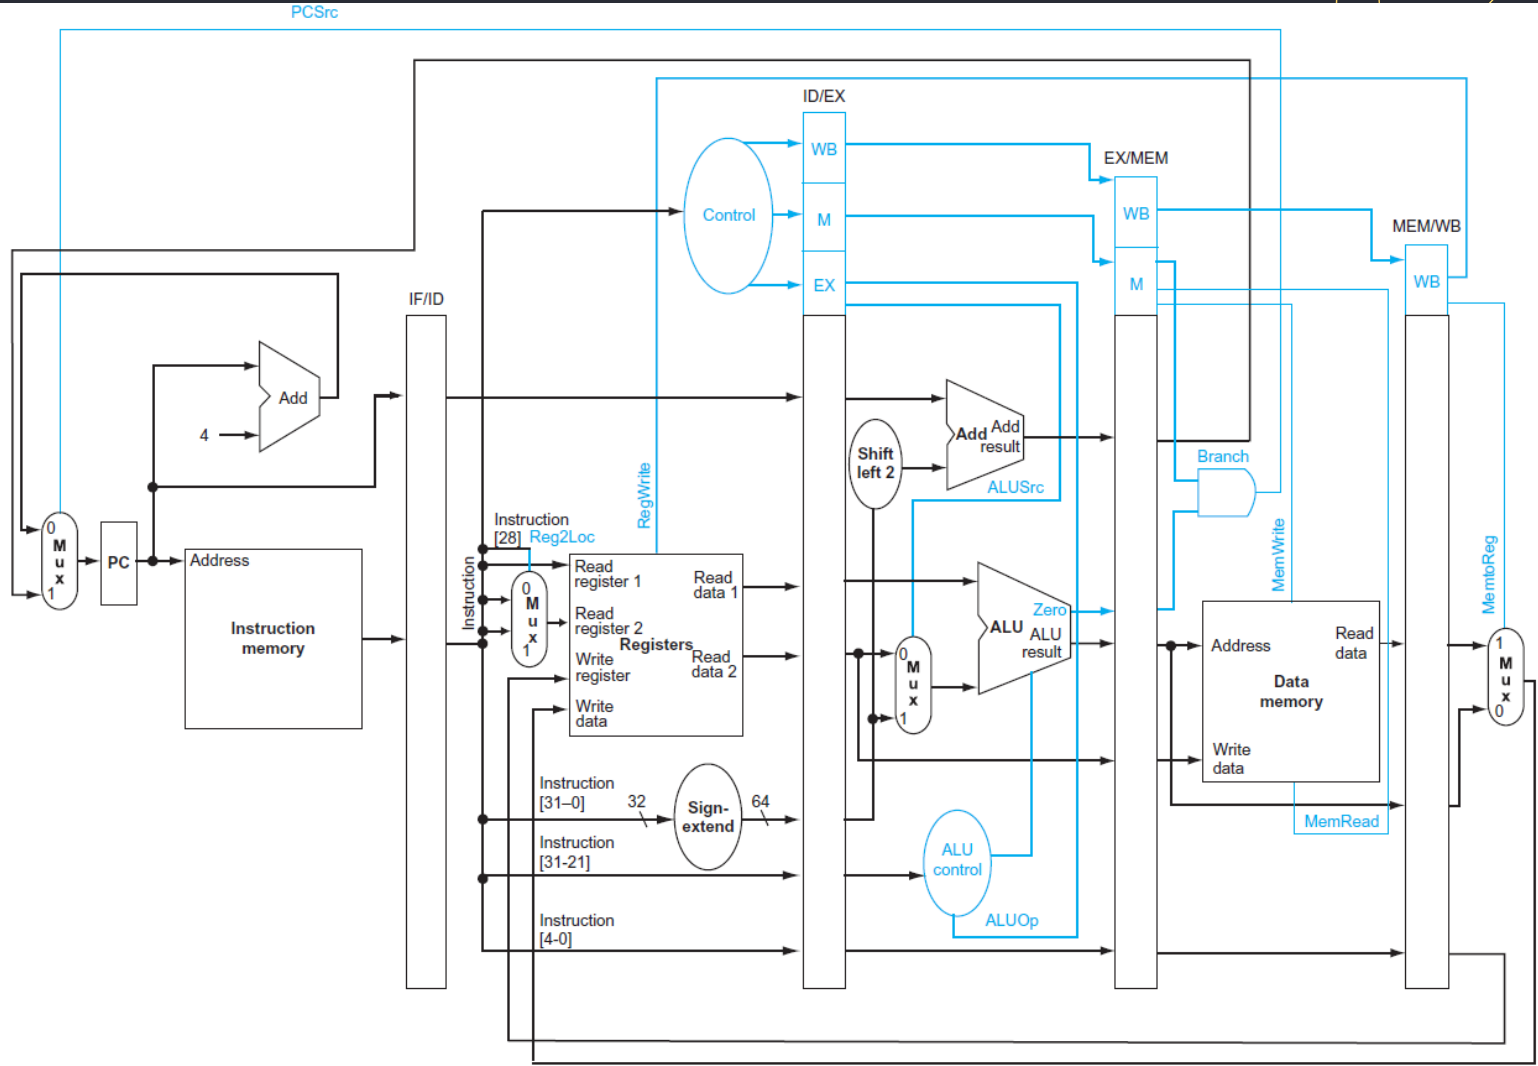 PCSrc
ID/EX
WB
EX/MEM
Control
M
WB
MEM/WB
EX
M
WB
IF/ID
Add
4
Add
Add
result
Shift
left 2
Branch
ALUSrc
RegWrite
MemWrite
MemtoReg
Instruction
[28]
Reg2Loc
0
M
u
x
1
PC
Address
Instruction
memory
Instruction
0
M
u
x
1
Read
register 1
Read
register 2
Write
register
Write
data
Registers
Read
data 1
Read
data 2
0
M
u
x
1
Zero
ALU
ALU
result
Address
Read
data
Data
memory
Write
data
1
M
u
x
0
Instruction
[31–0]
32
Sign-
extend
64
MemRead
Instruction
[31-21]
ALU
control
Instruction
[4-0]
ALUOp